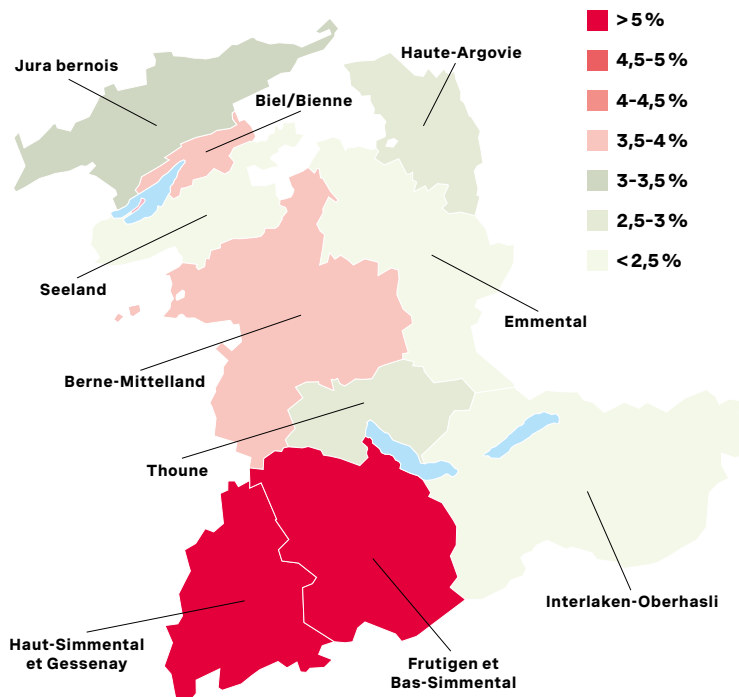 Jura bernois
Biel/Bienne
Haute-Argovie
>5 %
4,5-5 %
4-4,5 %
3,5-4 %
3-3,5 %
2,5-3 %
<2,5 %
Seeland
Emmental
Berne-Mittelland
Thoune
Interlaken-Oberhasli
Haut-Simmental
et Gessenay
Frutigen et
Bas-Simmental